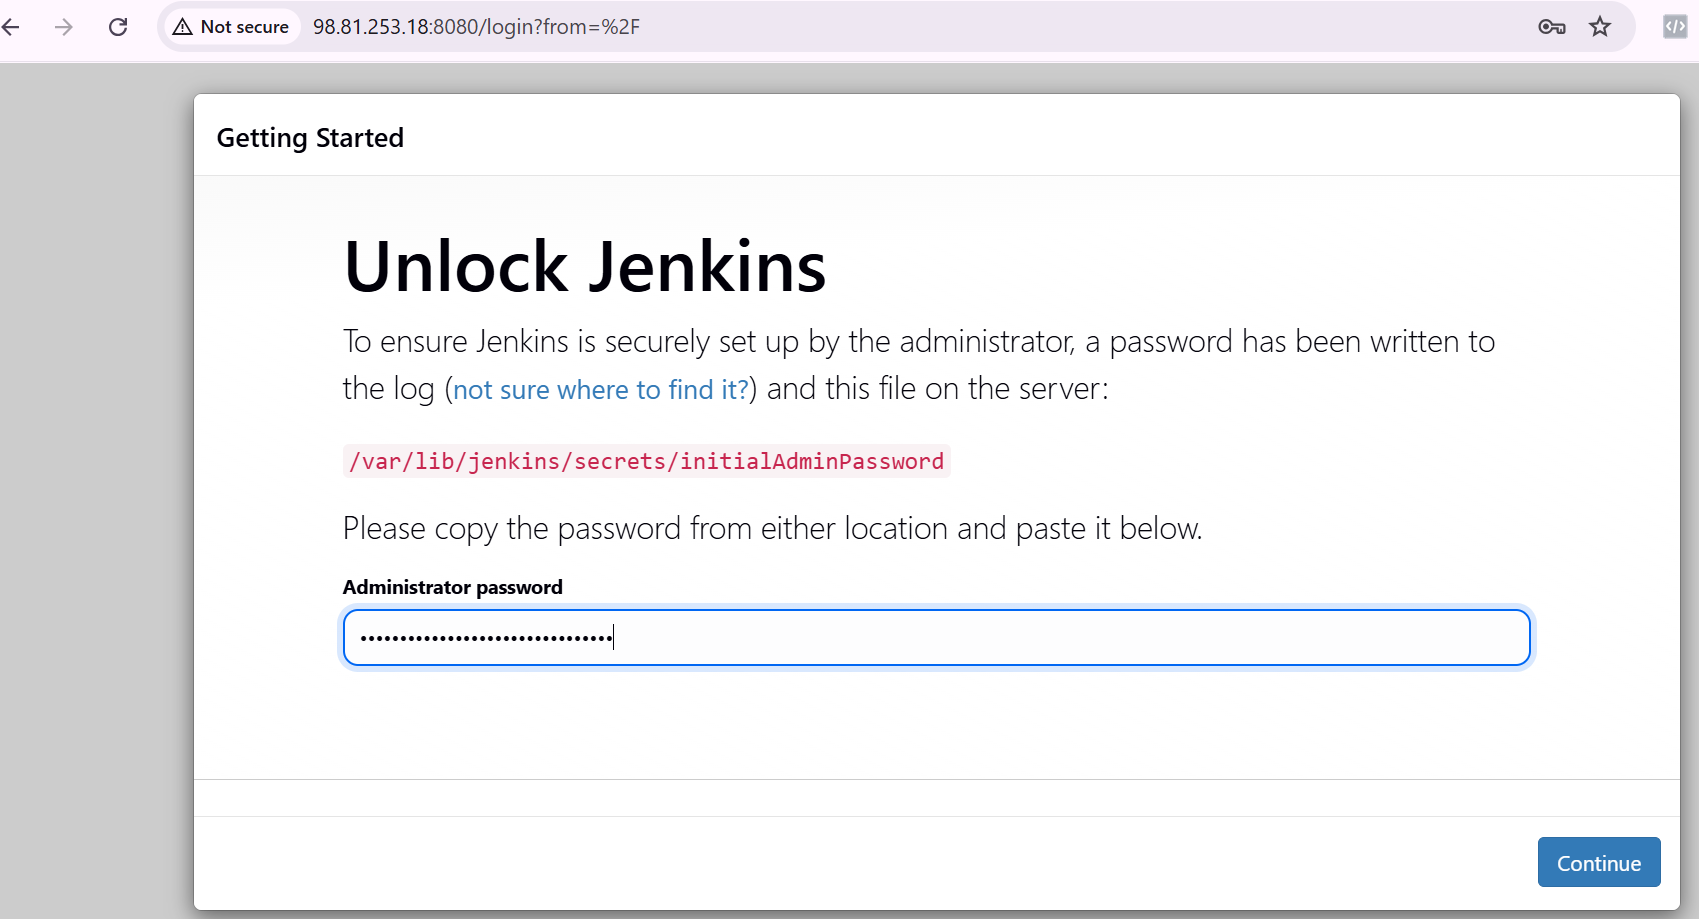 Not secure 98.81.253.18:8080/login?from=%2F
Getting Started
Unlock Jenkins
To ensure Jenkins is securely set up by the administrator, a password has been written to
the log (not sure where to find it?) and this file on the server:
/var/lib/jenkins/secrets/initialAdminPassword
Please copy the password from either location and paste it below.
Administrator password
••••••••••••••••••••••••••••••••
Continue